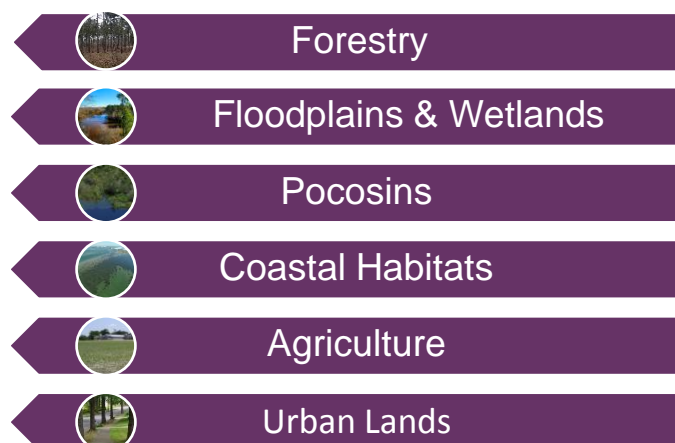 Forestry
Floodplains & Wetlands
Pocosins
Coastal Habitats
Agriculture
Urban Lands